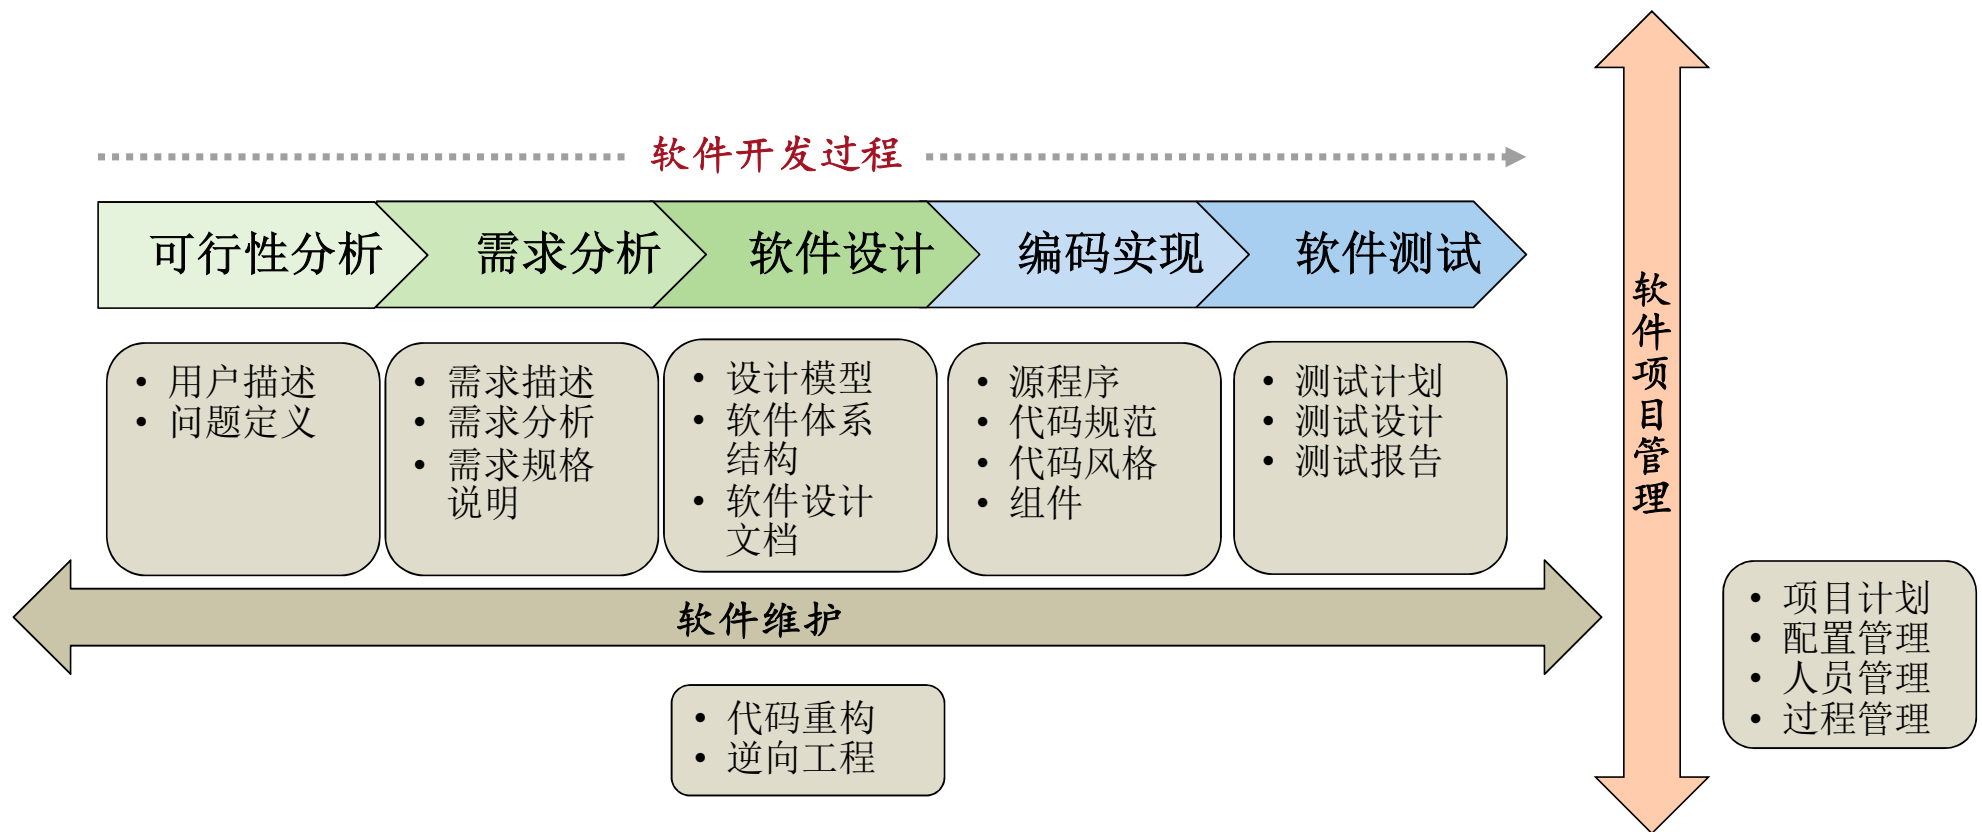 软件开发过程
可行性分析
需求分析
软件设计
编码实现
软件测试
• 用户描述
• 问题定义
• 需求描述
• 需求分析
• 需求规格
说明
• 设计模型
• 软件体系
结构
• 软件设计
文档
• 源程序
• 代码规范
• 代码风格
• 组件
• 测试计划
• 测试设计
• 测试报告
软件维护
• 代码重构
• 逆向工程
软件项目管理
• 项目计划
• 配置管理
• 人员管理
• 过程管理